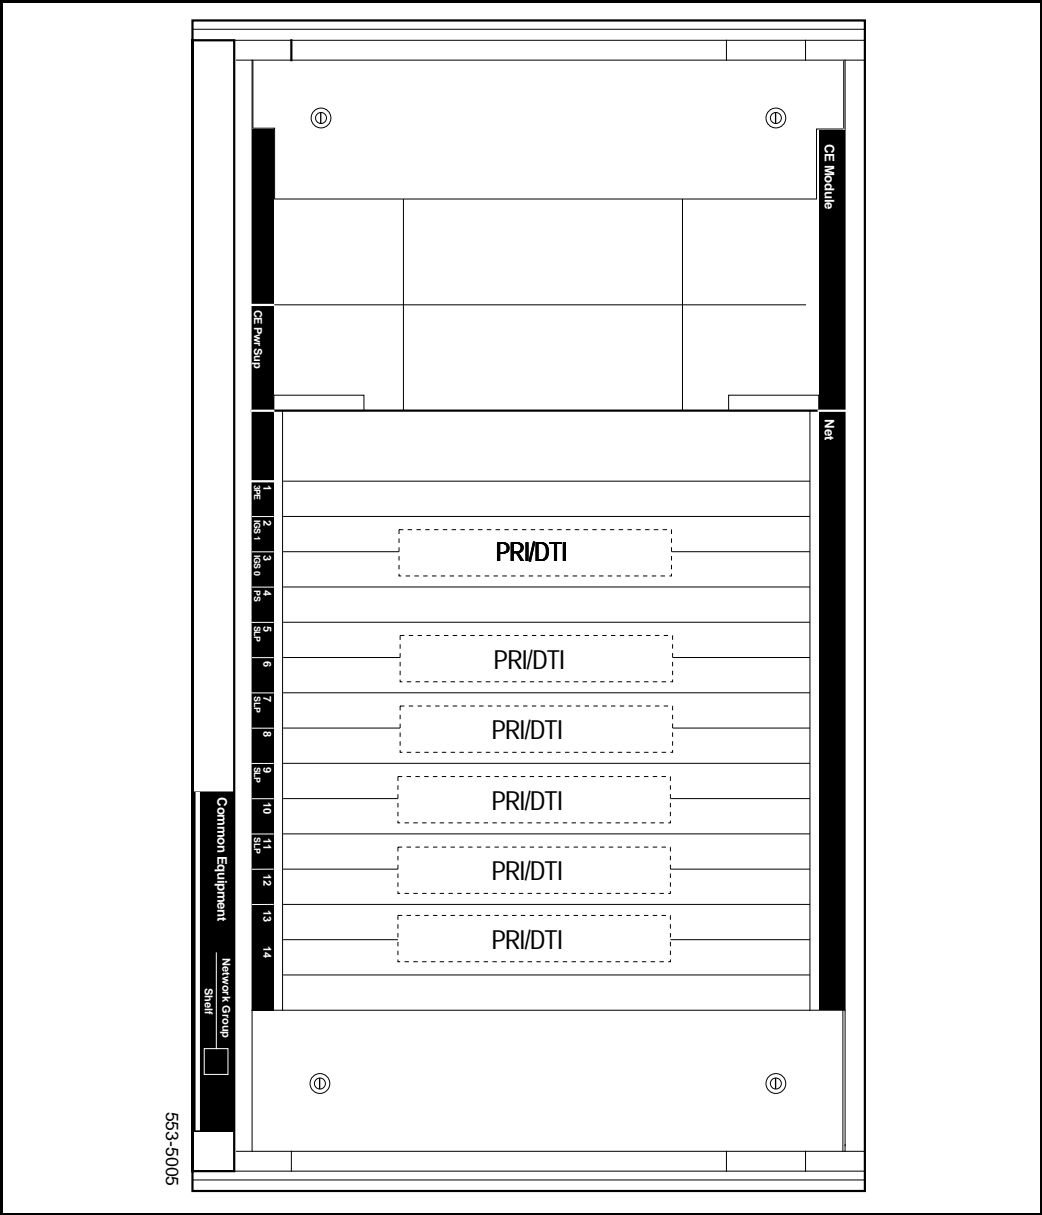 CE Module
CE Pwr Sup
Net
1
3PE
2
IGS 1
3
IGS 0
4
PS
5
SLP
6
7
SLP
8
9
SLP
10
11
SLP
12
13
14
PRI/DTI
PRI/DTI
PRI/DTI
PRI/DTI
PRI/DTI
PRI/DTI
Common Equipment
Network Group
Shelf
553-5005